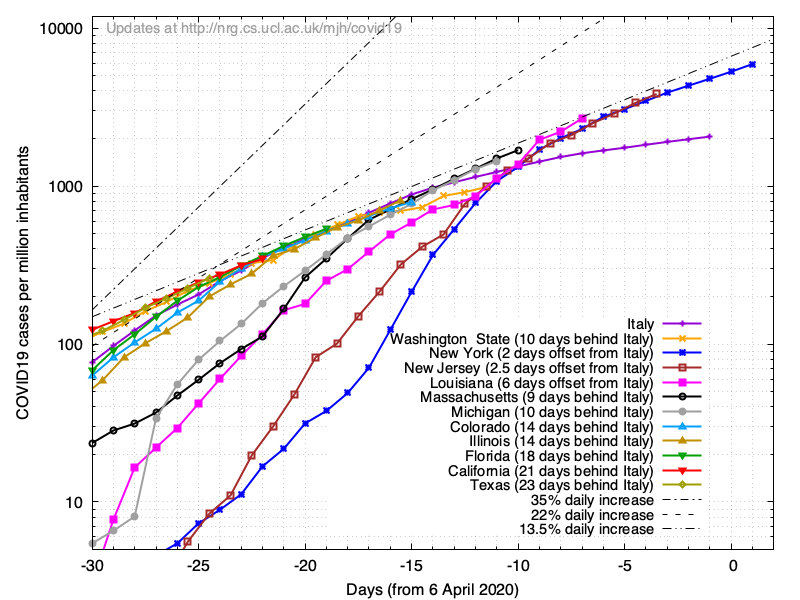 Updates at http://nrg.cs.ucl.ac.uk/mjh/covid19
COVID19 cases per million inhabitants
10000
1000
100
10
Italy
Washington  State (10 days behind Italy)
New York (2 days offset from Italy)
New Jersey (2.5 days offset from Italy)
Louisiana (6 days offset from Italy)
Massachusetts (9 days behind Italy)
Michigan (10 days behind Italy)
Colorado (14 days behind Italy)
Illinois (14 days behind Italy)
Florida (18 days behind Italy)
California (21 days behind Italy)
Texas (23 days behind Italy)
35% daily increase
22% daily increase
13.5% daily increase
-30 -25 -20 -15 -10 -5 0
Days (from 6 April 2020)